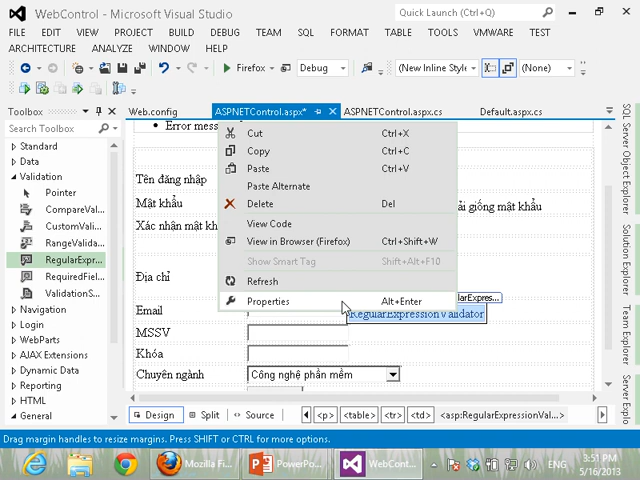 WebControl - Microsoft Visual Studio
Quick Launch (Ctrl+Q)
FILE EDIT VIEW PROJECT BUILD DEBUG TEAM SQL FORMAT TABLE TOOLS VMWARE TEST
ARCHITECTURE ANALYZE WINDOW HELP
Firefox Debug (New Inline Style) (None)
Toolbox
Web.config ASPNETControl.aspx* ASPNETControl.aspx.cs Default.aspx.cs
Search Toolbox
Error mess
Standard
Data
Validation
Pointer
CompareVal...
CustomVali...
RangeValida...
RegularExpr...
RequiredFiel...
ValidationS...
Navigation
Login
WebParts
AJAX Extensions
Dynamic Data
Reporting
HTML
General
Tên đăng nhập
Mật khẩu
ải giống mật khẩu
Xác nhận mật kh
Địa chỉ
Email
larExpres...
RegularExpressionValidator
MSSV
Khóa
Chuyên ngành
Công nghệ phần mềm
Cut Ctrl+X
Copy Ctrl+C
Paste Ctrl+V
Paste Alternate
Delete Del
View Code
View in Browser (Firefox) Ctrl+Shift+W
Show Smart Tag Shift+Alt+F10
Refresh
Properties Alt+Enter
SQL Server Object Explorer
Solution Explorer
Team Explorer
Server Explo
Design Split Source <p> <table> <tr> <td> <asp:RegularExpressionVal...>
Drag margin handles to resize margins. Press SHIFT or CTRL for more options.
Mozilla Fi... PowerPo... WebCont...
ENG
3:51 PM
5/16/2013